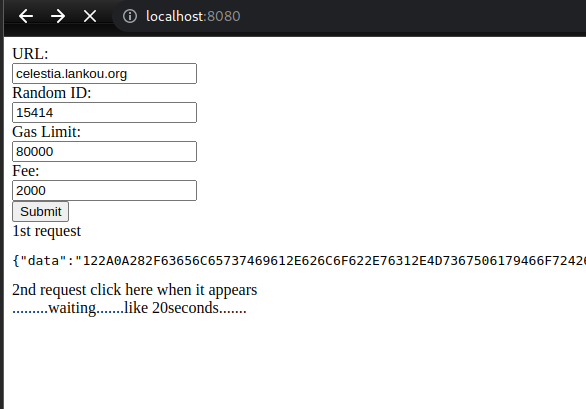 localhost:8080
URL:
celestia.lankou.org
Random ID:
15414
Gas Limit:
80000
Fee:
2000
Submit
1st request
{"data":"122A0A282F63656C65737469612E626C6F622E76312E4D7367506179466F72426
2nd request click here when it appears
.........waiting.......like 20seconds.......